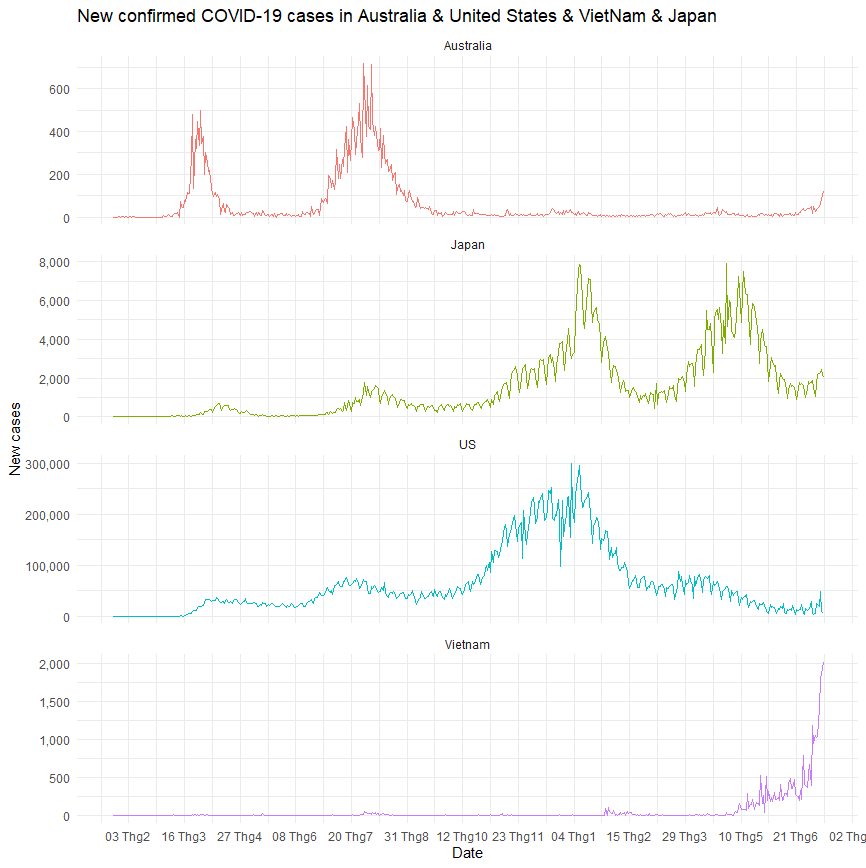 New confirmed COVID-19 cases in Australia & United States & VietNam & Japan
Australia
600
400
200
0
Japan
8,000
6,000
4,000
2,000
0
US
300,000
200,000
100,000
0
Vietnam
2,000
1,500
1,000
500
0
New cases
03 Thg2 16 Thg3 27 Thg4 08 Thg6 20 Thg7 31 Thg8 12 Thg10 23 Thg11 04 Thg1 15 Thg2 29 Thg3 10 Thg5 21 Thg6 02 Thg
Date